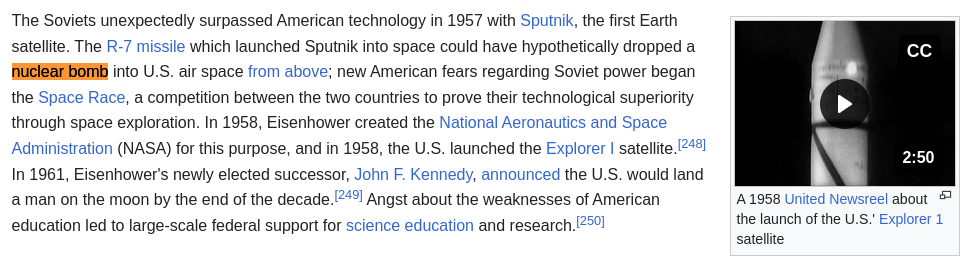 The Soviets unexpectedly surpassed American technology in 1957 with Sputnik, the first Earth
satellite. The R-7 missile which launched Sputnik into space could have hypothetically dropped a
nuclear bomb into U.S. air space from above; new American fears regarding Soviet power began
the Space Race, a competition between the two countries to prove their technological superiority
through space exploration. In 1958, Eisenhower created the National Aeronautics and Space
Administration (NASA) for this purpose, and in 1958, the U.S. launched the Explorer I satellite.[248]
In 1961, Eisenhower's newly elected successor, John F. Kennedy, announced the U.S. would land
a man on the moon by the end of the decade.[249] Angst about the weaknesses of American
education led to large-scale federal support for science education and research.[250]
CC
2:50
A 1958 United Newsreel about
the launch of the U.S.' Explorer 1
satellite